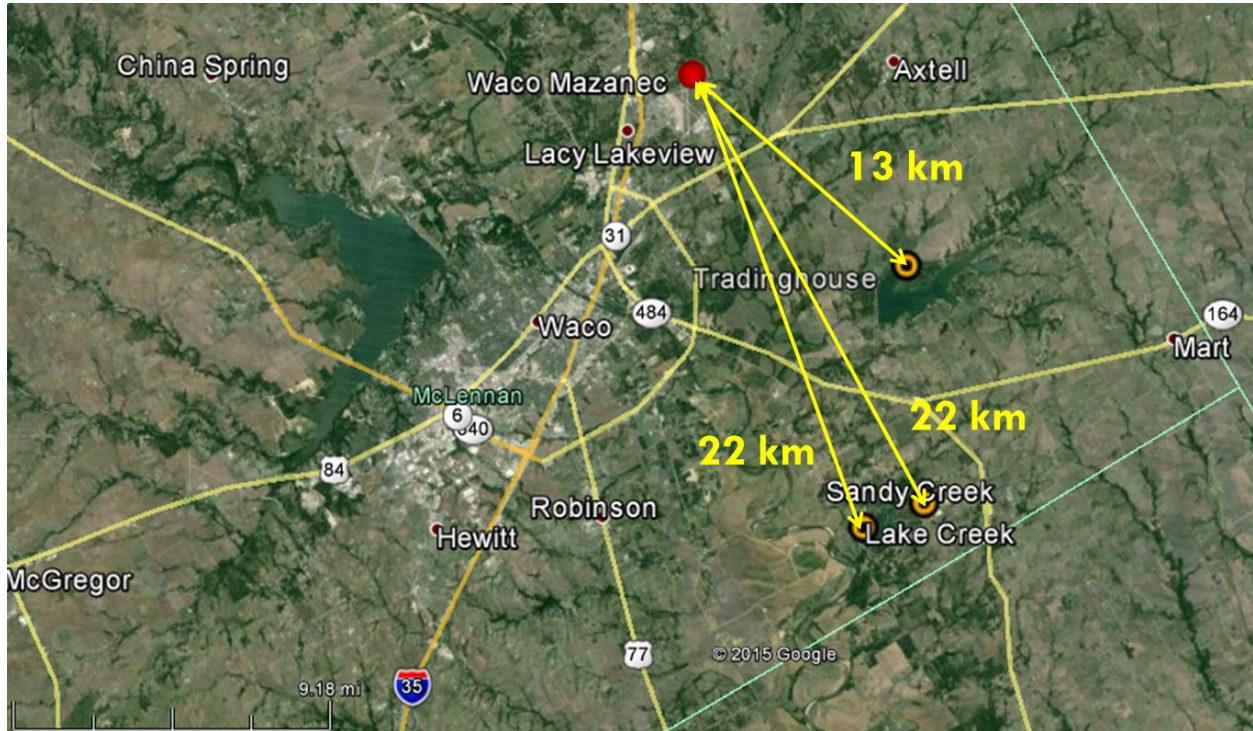 China Spring
Waco Mazanec
Axtell
Lacy Lakeview
13 km
31
Tradinghouse
484
164
Waco
Mart
McLennan
6
340
22 km
22 km
84
Sandy Creek
Robinson
Lake Creek
Hewitt
McGregor
77
© 2015 Google
35
9.18 mi